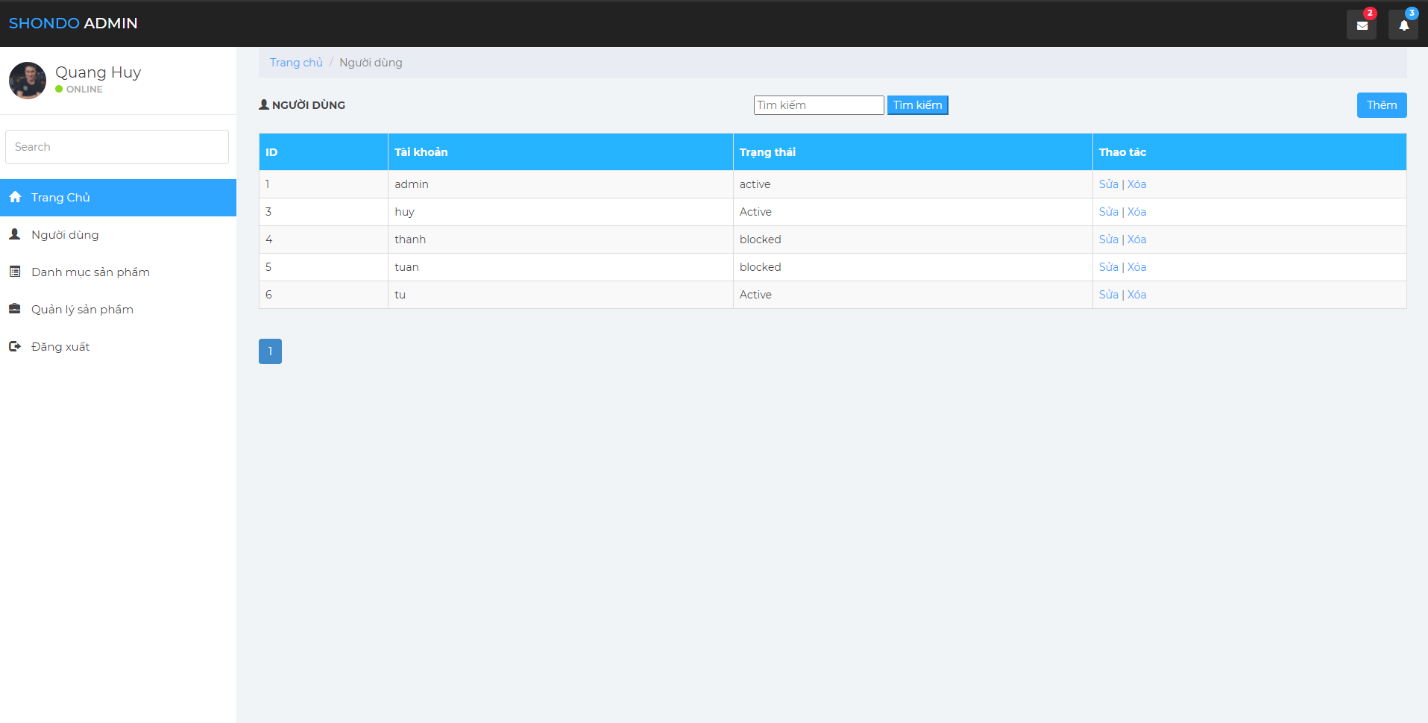 SHONDO ADMIN
2
3
Quang Huy
ONLINE
Search
Trang Chủ
Người dùng
Danh mục sản phẩm
Quản lý sản phẩm
Đăng xuất
Trang chủ / Người dùng
NGƯỜI DÙNG
Tìm kiếm Tìm kiếm
Thêm
ID Tài khoản Trạng thái Thao tác
1 admin active Sửa | Xóa
3 huy Active Sửa | Xóa
4 thanh blocked Sửa | Xóa
5 tuan blocked Sửa | Xóa
6 tu Active Sửa | Xóa
1